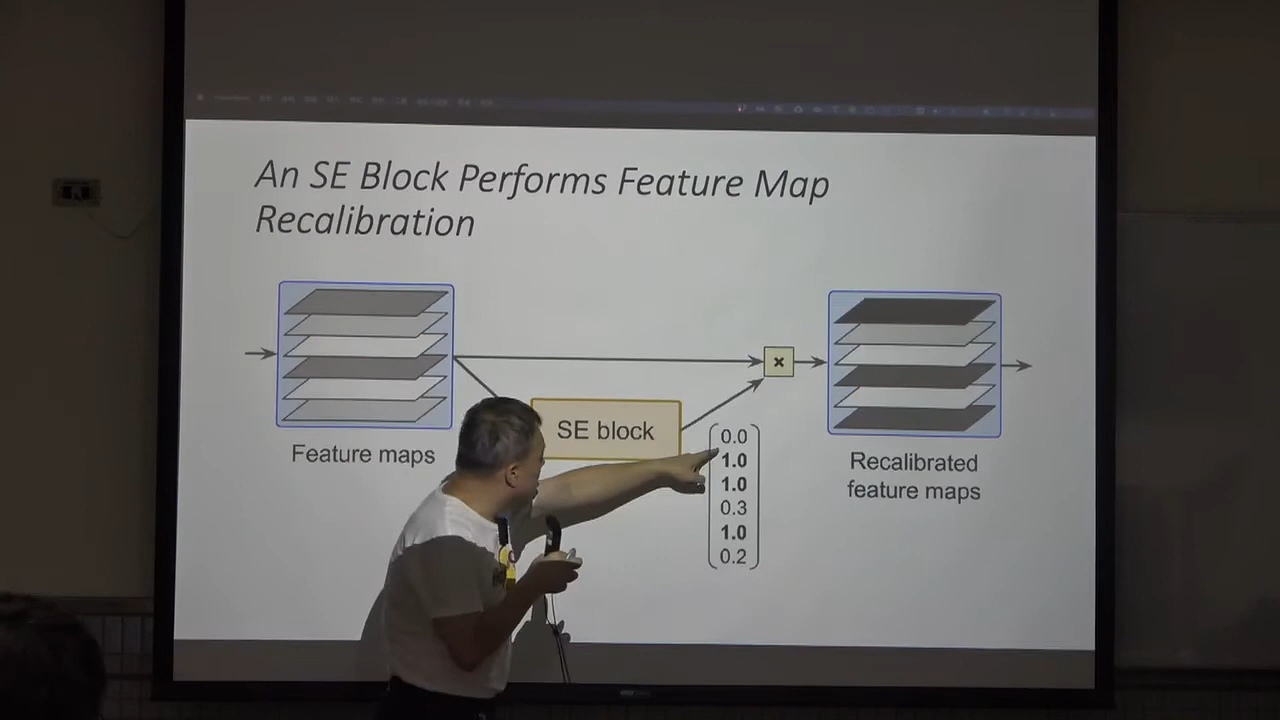 An SE Block Performs Feature Map
Recalibration
SE block
Feature maps
0.0
1.0
1.0
0.3
1.0
0.2
×
Recalibrated
feature maps